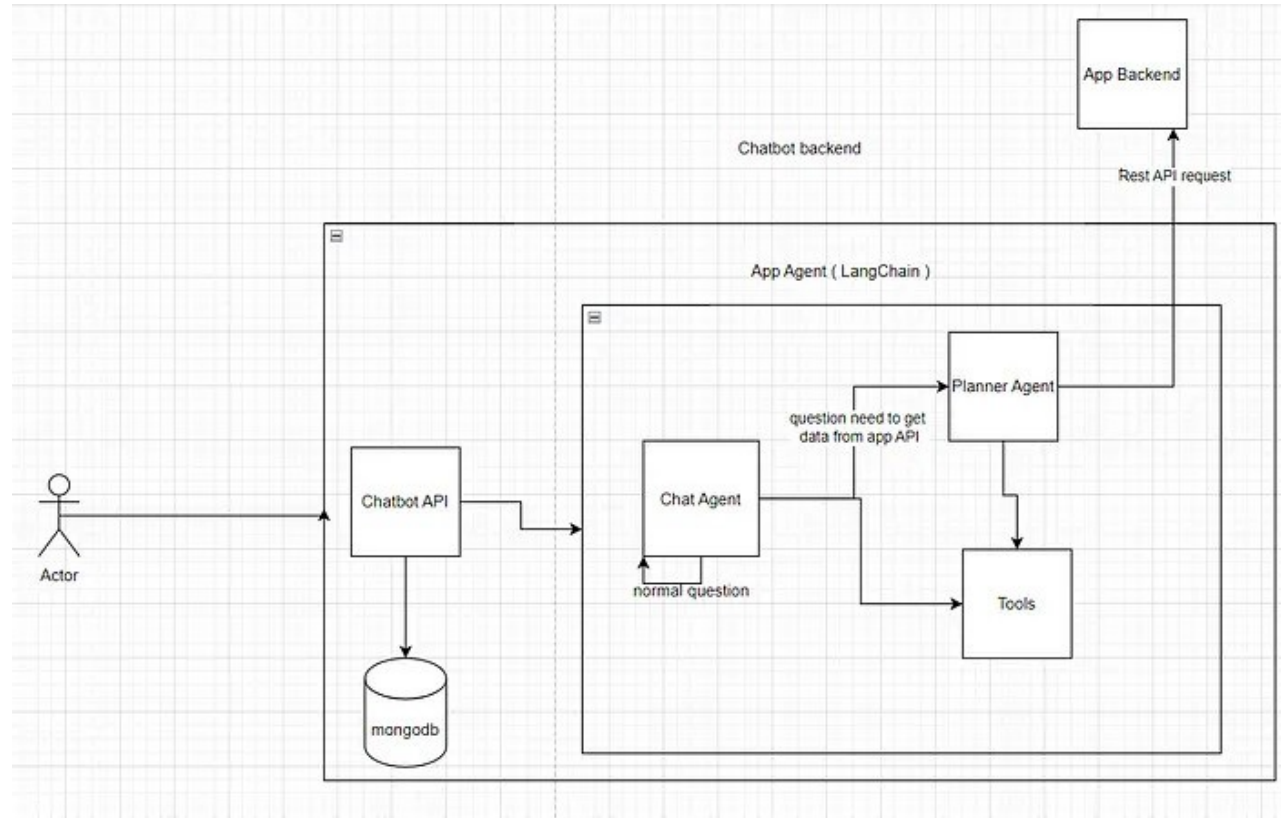 App Backend
Chatbot backend
Rest API request
App Agent ( LangChain )
Planner Agent
question need to get
data from app API
Chatbot API
Chat Agent
Actor
normal question
Tools
mongodb